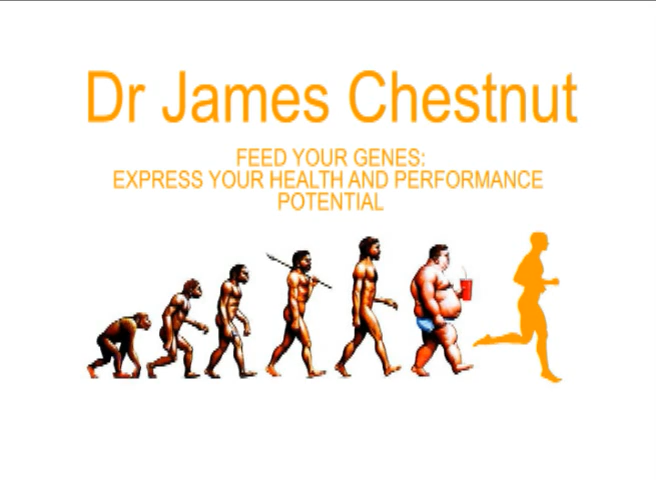 Dr James Chestnut
FEED YOUR GENES:
EXPRESS YOUR HEALTH AND PERFORMANCE
POTENTIAL